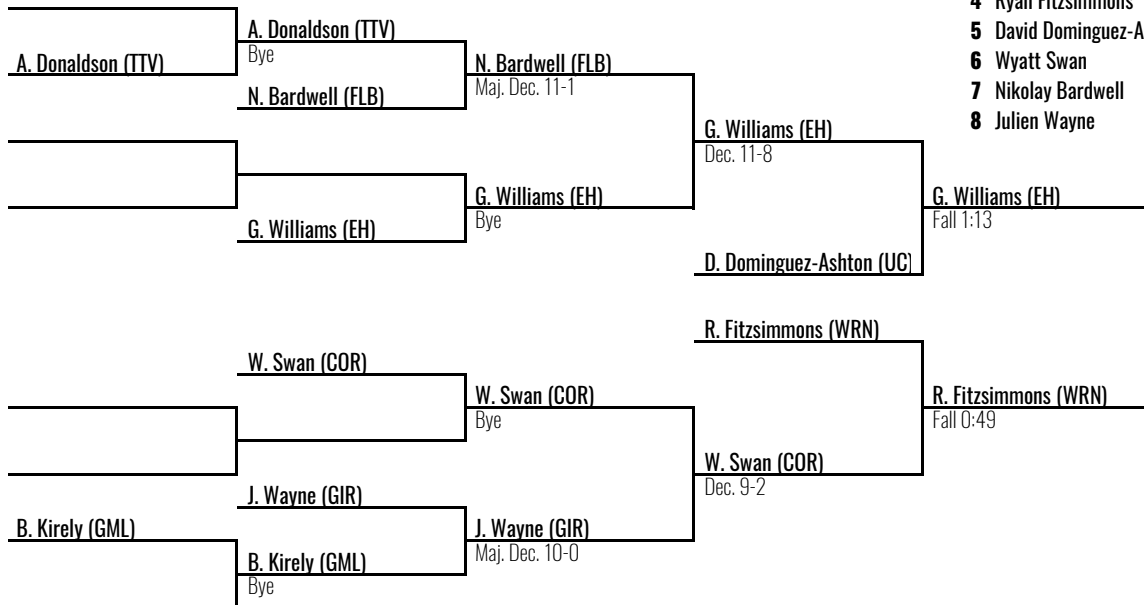 4 Ryan Fitzsimmons
5 David Dominguez-A
6 Wyatt Swan
7 Nikolay Bardwell
8 Julien Wayne
A. Donaldson (TTV)
A. Donaldson (TTV)
Bye
N. Bardwell (FLB)
N. Bardwell (FLB)
Maj. Dec. 11-1
G. Williams (EH)
G. Williams (EH)
Bye
G. Williams (EH)
Dec. 11-8
D. Dominguez-Ashton (UC)
G. Williams (EH)
Fall 1:13
R. Fitzsimmons (WRN)
W. Swan (COR)
W. Swan (COR)
Bye
J. Wayne (GIR)
B. Kirely (GML)
B. Kirely (GML)
Bye
J. Wayne (GIR)
Maj. Dec. 10-0
W. Swan (COR)
Dec. 9-2
R. Fitzsimmons (WRN)
Fall 0:49